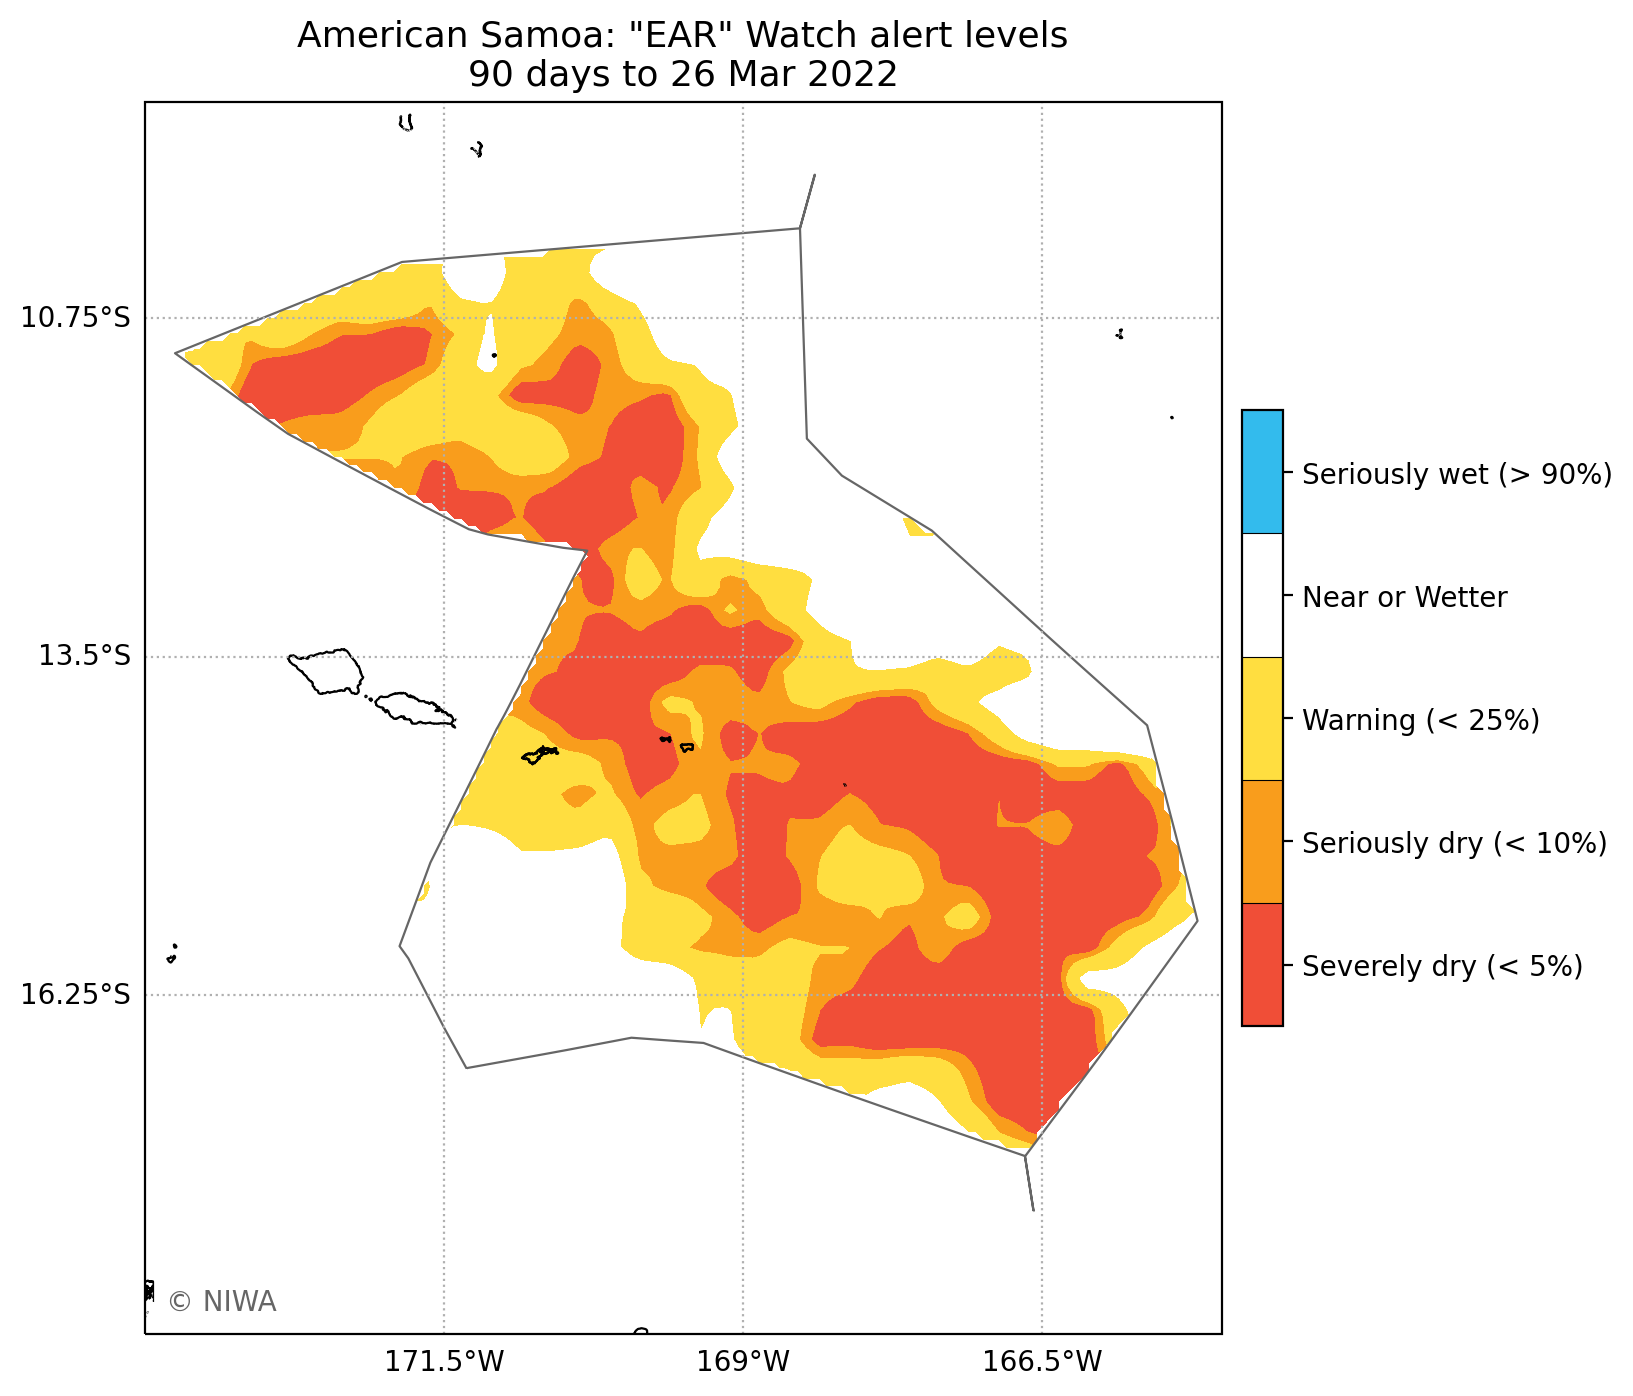 American Samoa: "EAR" Watch alert levels
90 days to 26 Mar 2022
10.75°S
13.5°S
16.25°S
171.5°W
169°W
166.5°W
Seriously wet (> 90%)
Near or Wetter
Warning (< 25%)
Seriously dry (< 10%)
Severely dry (< 5%)
© NIWA